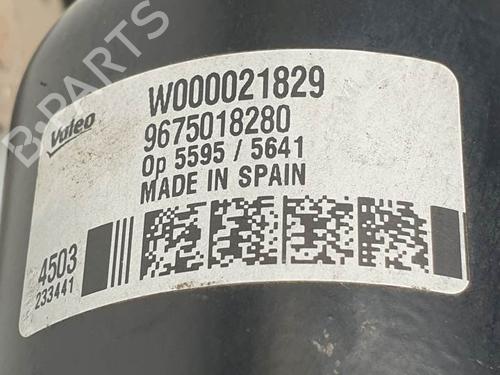 Valeo
W000021829
9675018280
Op 5595 / 5641
MADE IN SPAIN
4503
233441
B-PARTS